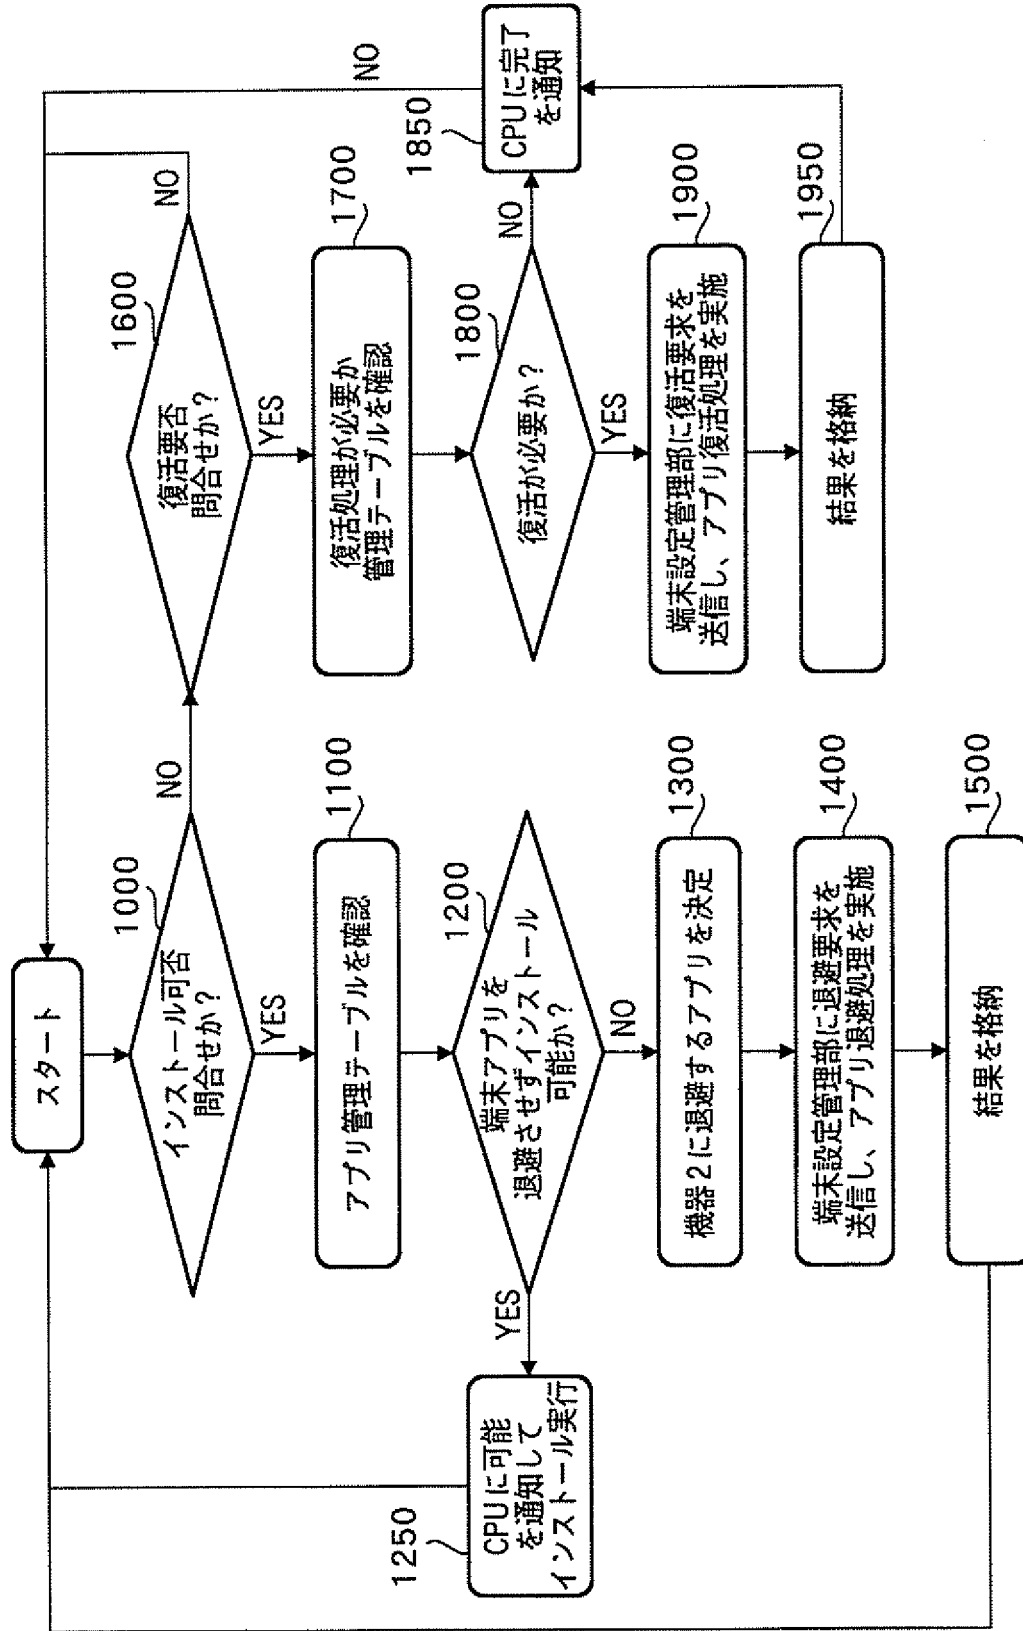 スタート
1000
インストール可否
問合せか？
NO
YES
1100
アプリ管理テーブルを確認
1200
端末アプリを
退避させずインストール
可能か？
YES
1250
CPUに可能
を通知して
インストール実行
NO
1300
機器2に退避するアプリを決定
1400
端末設定管理部に退避要求を
送信し、アプリ退避処理を実施
1500
結果を格納
1600
復活要否
問合せか？
NO
YES
1700
復活処理が必要か
管理テーブルを確認
1800
復活が必要か？
NO
1850
CPUに完了
を通知
NO
YES
1900
端末設定管理部に復活要求を
送信し、アプリ復活処理を実施
1950
結果を格納